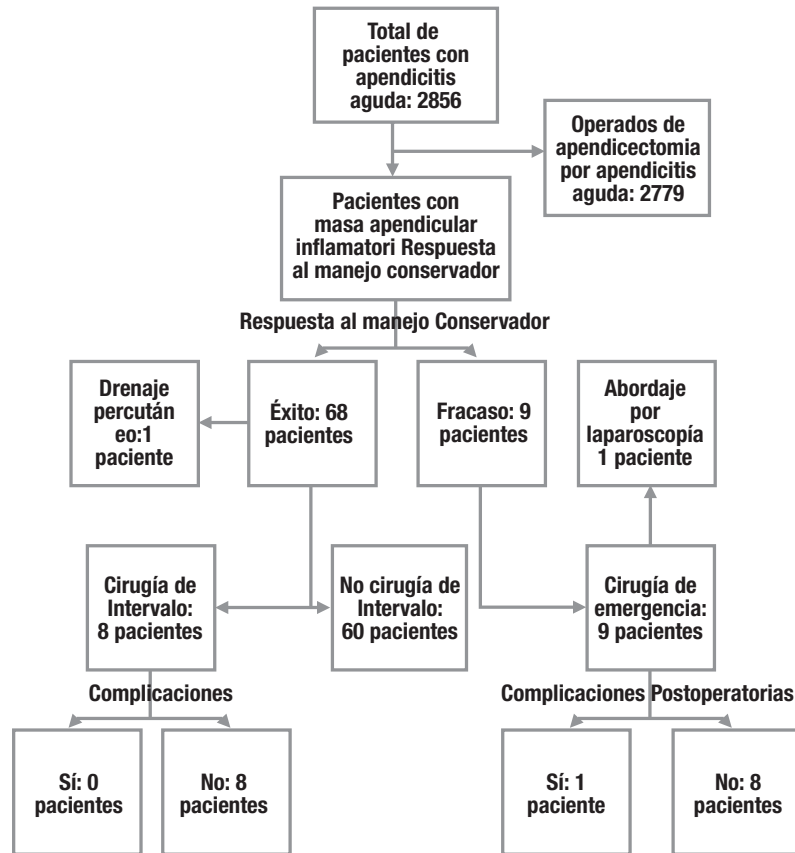 Total de
pacientes con
apendicitis
aguda: 2856
Operados de
apendicectomia
por apendicitis
aguda: 2779
Pacientes con
masa apendicular
inflamatori Respuesta
al manejo conservador
Respuesta al manejo Conservador
Drenaje
percután
eo:1
paciente
Éxito: 68
pacientes
Fracaso: 9
pacientes
Abordaje
por
laparoscopía
1 paciente
Cirugía de
Intervalo:
8 pacientes
No cirugía de
Intervalo:
60 pacientes
Cirugía de
emergencia:
9 pacientes
Complicaciones
Complicaciones Postoperatorias
Sí: 0
pacientes
No: 8
pacientes
Sí: 1
paciente
No: 8
pacientes